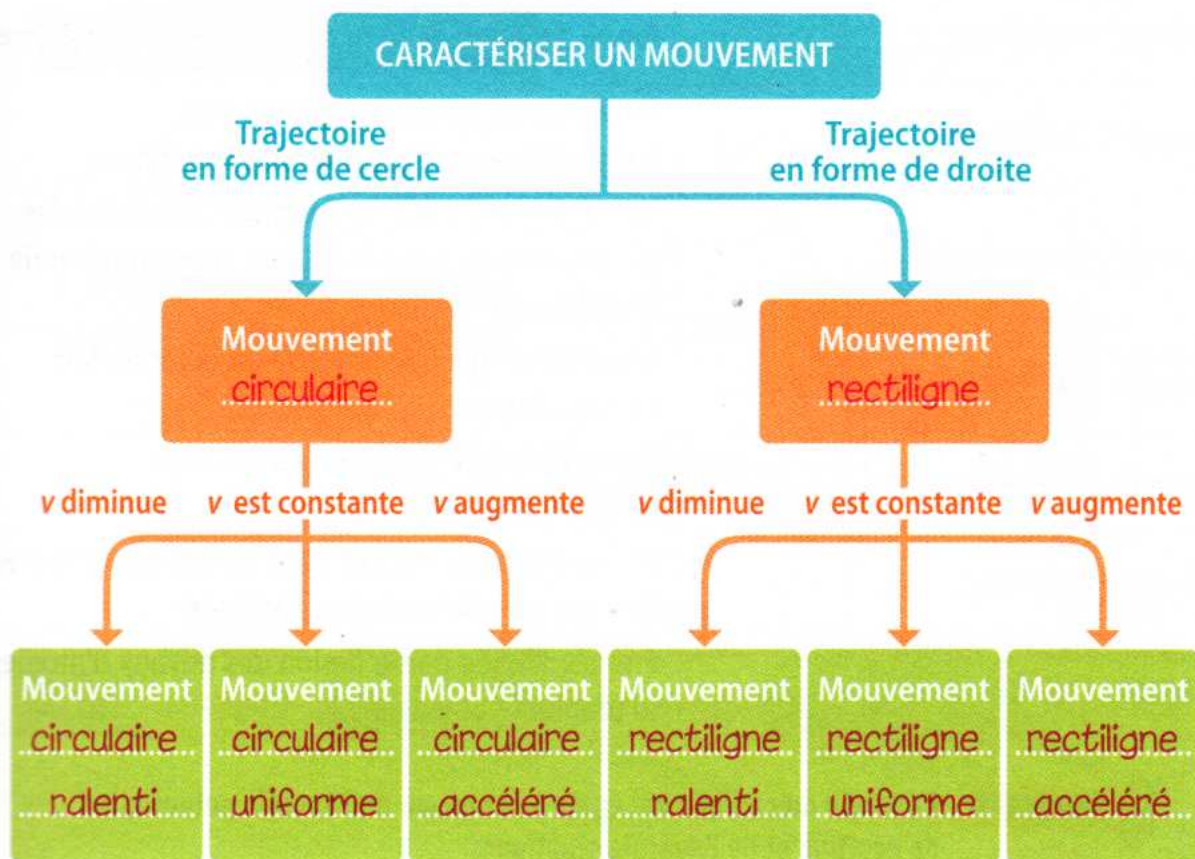 CARACTÉRISER UN MOUVEMENT
Trajectoire
en forme de cercle
Trajectoire
en forme de droite
Mouvement
circulaire
Mouvement
rectiligne
v diminue
v est constante
v augmente
v diminue
v est constante
v augmente
Mouvement
circulaire
ralenti
Mouvement
circulaire
uniforme
Mouvement
circulaire
accéléré
Mouvement
rectiligne
ralenti
Mouvement
rectiligne
uniforme
Mouvement
rectiligne
accéléré